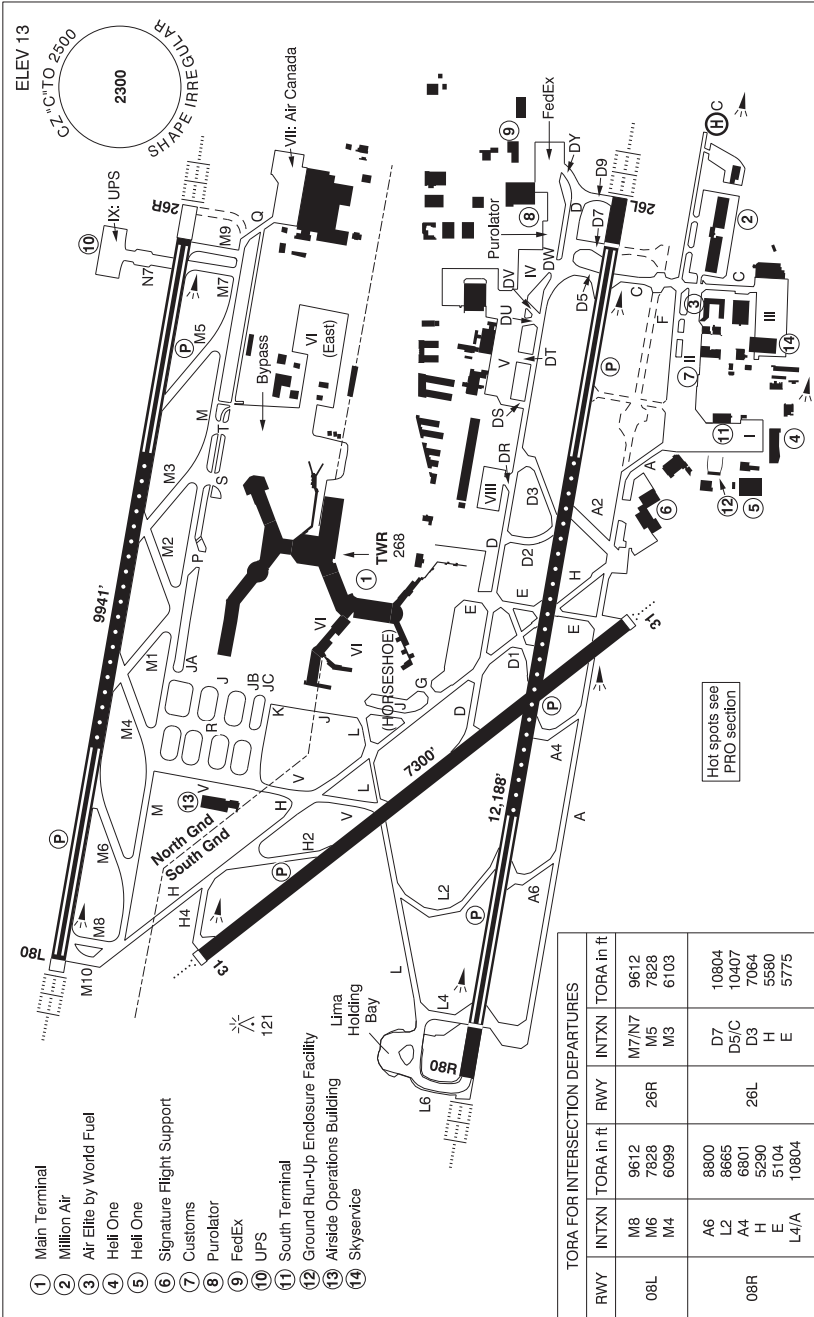 ELEV 13
CZ "C" TO 2500
2300
SHAPE IRREGULAR
1 Main Terminal
2 Million Air
3 Air Elite by World Fuel
4 Heli One
5 Heli One
6 Signature Flight Support
7 Customs
8 Purolator
9 FedEx
10 UPS
11 South Terminal
12 Ground Run-Up Enclosure Facility
13 Airside Operations Building
14 Skyservice
10
IX: UPS
N7
26R
M9
Q
VII: Air Canada
M7
M5
P
M
M3
T
S
M2
P
9941'
M1
JA
M4
J
JB
JC
R
K
J
V
M
V
13
M6
P
M8
08L
M10
North Gnd
South Gnd
H
H
H2
H4
P
13
121
VI
(East)
Bypass
TWR
268
1
VI
VI
(HORSESHOE)
J
G
L
L
V
7300'
D
E
E
D1
D
D2
D3
DR
VIII
DS
V
DT
DU
DV
IV
DW
Purolator
8
9
FedEx
DY
D
D9
D7
26L
D5
P
C
F
C
H C
2
3
II
7
III
14
11
I
4
12
5
6
A
A2
H
E
31
P
A4
A
12,188'
A6
P
L2
L
L4
Lima
Holding
Bay
L6
08R
Hot spots see
PRO section
TORA FOR INTERSECTION DEPARTURES
RWY INTXN TORA in ft RWY INTXN TORA in ft
08L M8 9612 26R M7/N7 9612
M6 7828 M5 7828
M4 6099 M3 6103
08R A6 8800 26L D7 10804
L2 8665 D5/C 10407
A4 6801 D3 7064
H 5290 H 5580
E 5104 E 5775
L4/A 10804